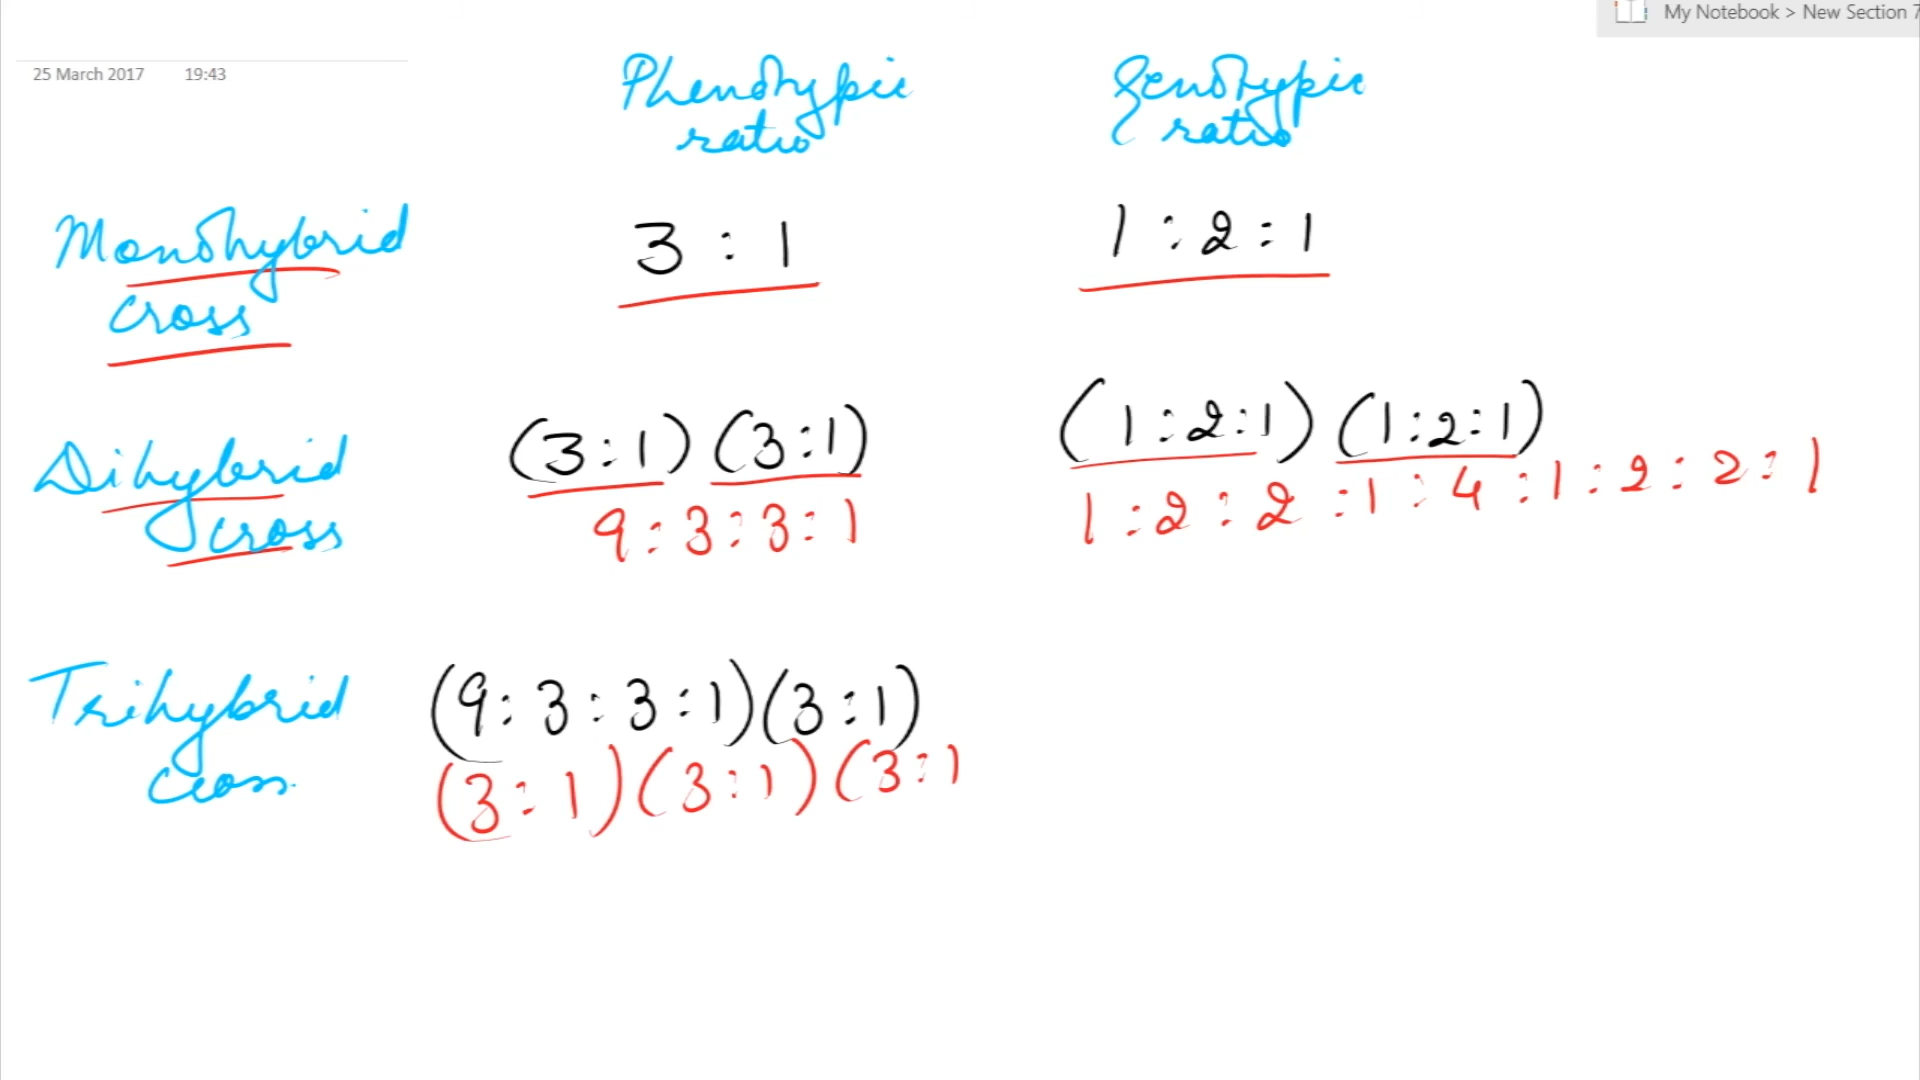 My Notebook > New Section 7
25 March 2017 19:43
Phenotypic
ratio
Genotypic
ratio
Monohybrid
cross
3 : 1
1 : 2 : 1
Dihybrid
cross
(3 : 1) (3 : 1)
9 : 3 : 3 : 1
(1 : 2 : 1) (1 : 2 : 1)
1 : 2 : 2 : 1 : 4 : 1 : 2 : 2 : 1
Trihybrid
cross.
(9 : 3 : 3 : 1) (3 : 1)
(3 : 1) (3 : 1) (3 : 1